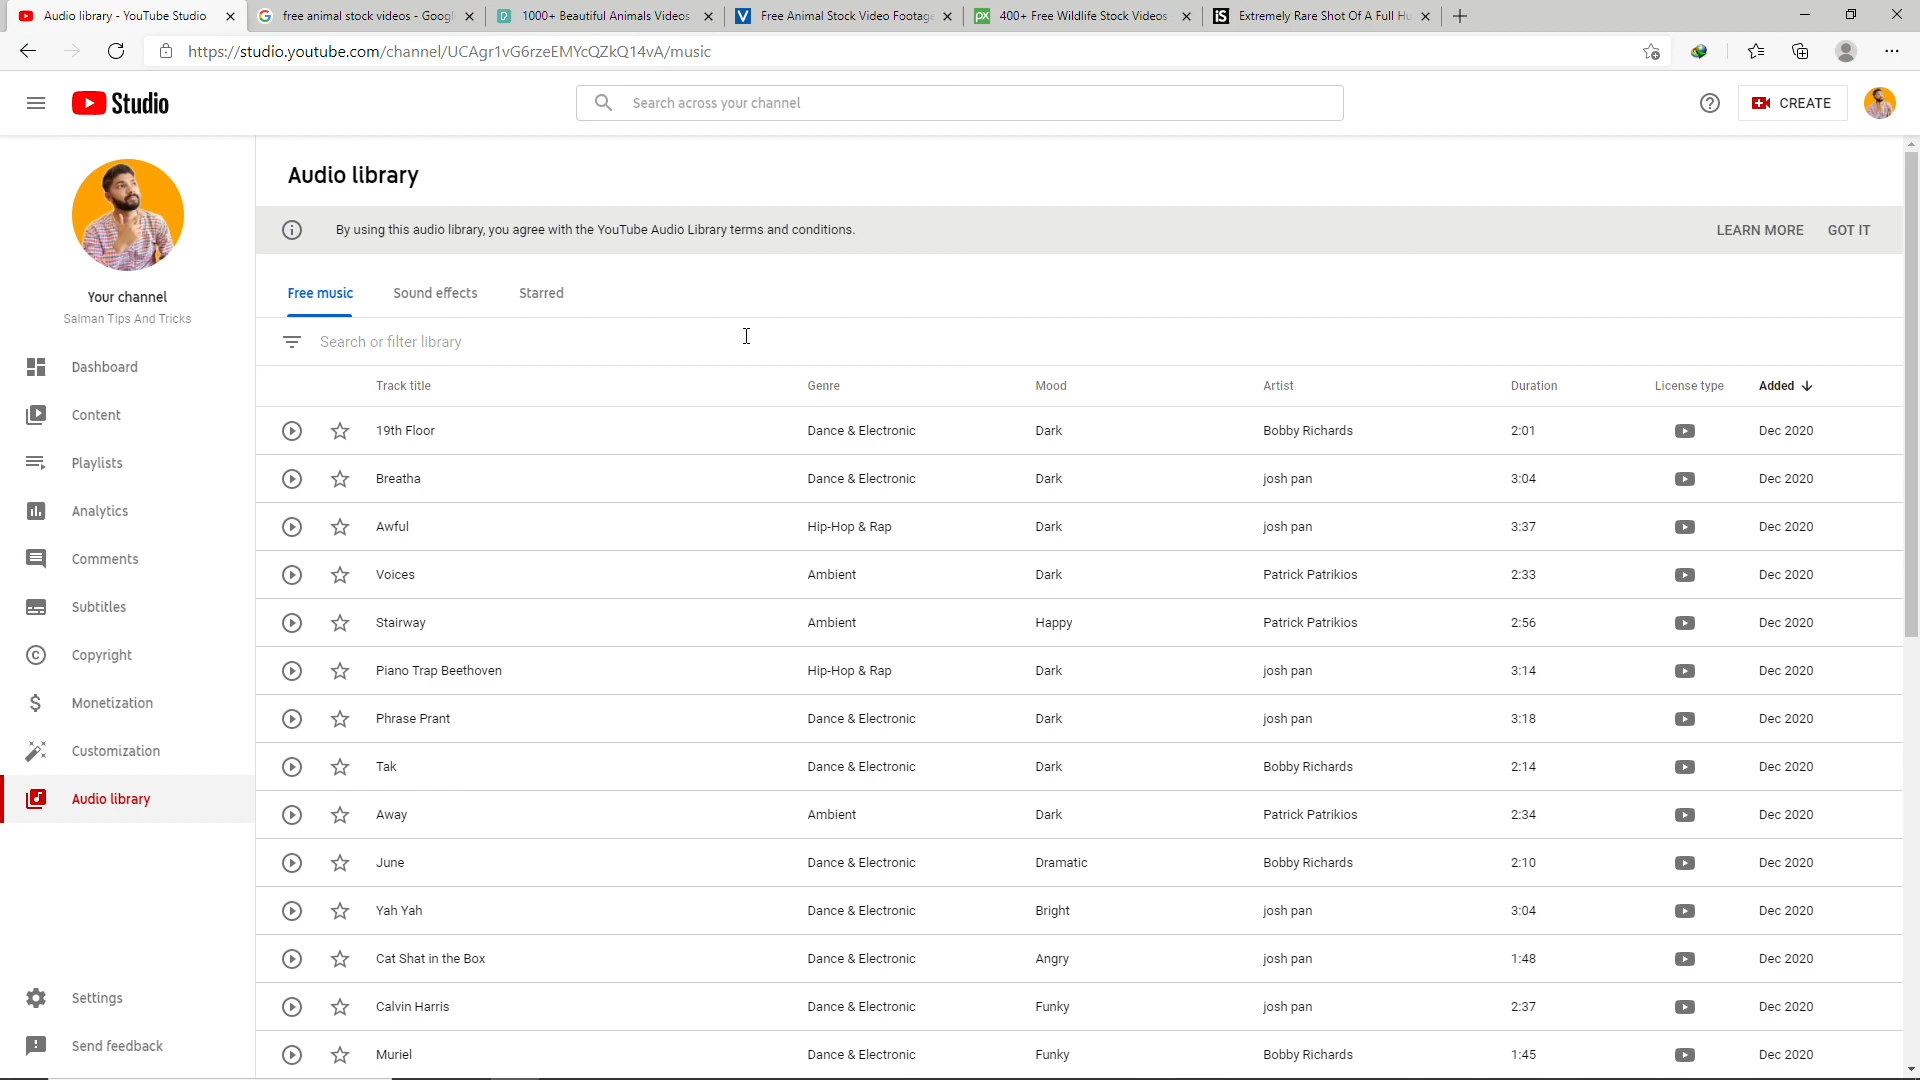 Audio library - YouTube Studio
free animal stock videos - Googl
1000+ Beautiful Animals Videos
Free Animal Stock Video Footag
400+ Free Wildlife Stock Videos
Extremely Rare Shot Of A Full Hu
https://studio.youtube.com/channel/UCAgr1vG6rzeEMYcQZkQ14vA/music
Studio
Search across your channel
CREATE
Your channel
Salman Tips And Tricks
Dashboard
Content
Playlists
Analytics
Comments
Subtitles
Copyright
Monetization
Customization
Audio library
Settings
Send feedback
Audio library
By using this audio library, you agree with the YouTube Audio Library terms and conditions.
LEARN MORE GOT IT
Free music Sound effects Starred
Search or filter library
Track title Genre Mood Artist Duration License type Added
19th Floor Dance & Electronic Dark Bobby Richards 2:01 Dec 2020
Breatha Dance & Electronic Dark josh pan 3:04 Dec 2020
Awful Hip-Hop & Rap Dark josh pan 3:37 Dec 2020
Voices Ambient Dark Patrick Patrikios 2:33 Dec 2020
Stairway Ambient Happy Patrick Patrikios 2:56 Dec 2020
Piano Trap Beethoven Hip-Hop & Rap Dark josh pan 3:14 Dec 2020
Phrase Prant Dance & Electronic Dark josh pan 3:18 Dec 2020
Tak Dance & Electronic Dark Bobby Richards 2:14 Dec 2020
Away Ambient Dark Patrick Patrikios 2:34 Dec 2020
June Dance & Electronic Dramatic Bobby Richards 2:10 Dec 2020
Yah Yah Dance & Electronic Bright josh pan 3:04 Dec 2020
Cat Shat in the Box Dance & Electronic Angry josh pan 1:48 Dec 2020
Calvin Harris Dance & Electronic Funky josh pan 2:37 Dec 2020
Muriel Dance & Electronic Funky Bobby Richards 1:45 Dec 2020